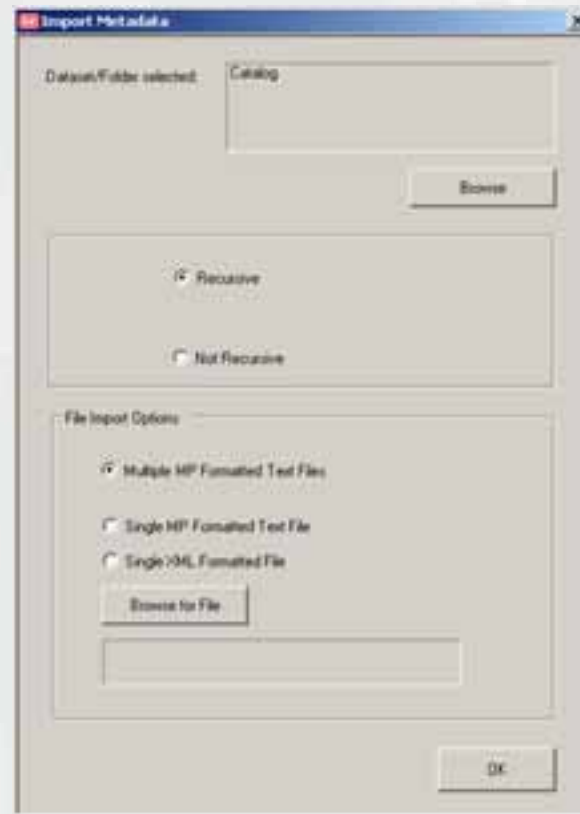 Import Metadata
Dataset/Folder selected: Catalog
Browse
Recursive
Not Recursive
File Import Options
Multiple MP Formatted Text Files
Single MP Formatted Text File
Single XML Formatted File
Browse for File
OK